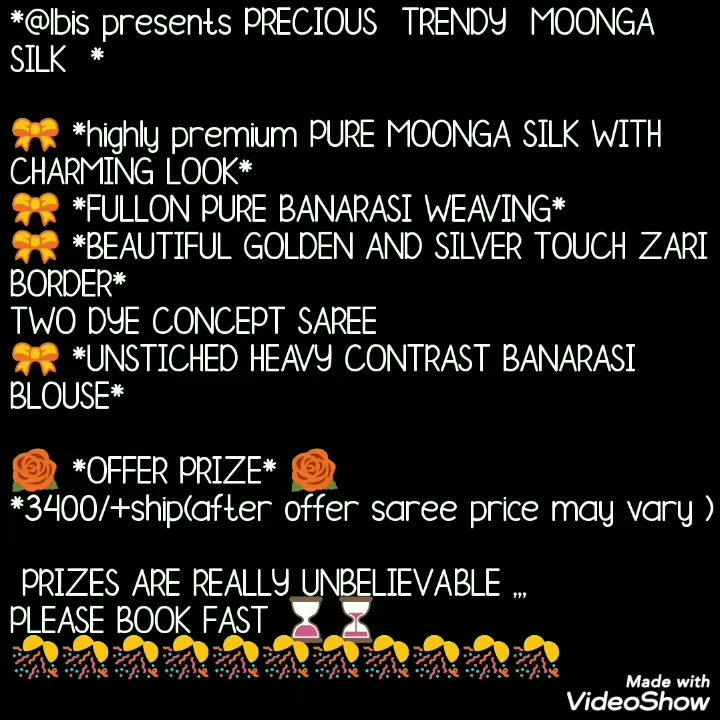 *@Ibis presents PRECIOUS TRENDY MOONGA
SILK *
🎀 *highly premium PURE MOONGA SILK WITH
CHARMING LOOK*
🎀 *FULLON PURE BANARASI WEAVING*
🎀 *BEAUTIFUL GOLDEN AND SILVER TOUCH ZARI
BORDER*
TWO DYE CONCEPT SAREE
🎀 *UNSTICHED HEAVY CONTRAST BANARASI
BLOUSE*
🌹 *OFFER PRIZE* 🌹
*3400/+ship(after offer saree price may vary )
PRIZES ARE REALLY UNBELIEVABLE ,,,
PLEASE BOOK FAST ⏳⏳
🎊🎊🎊🎊🎊🎊🎊🎊🎊🎊🎊
Made with
VideoShow